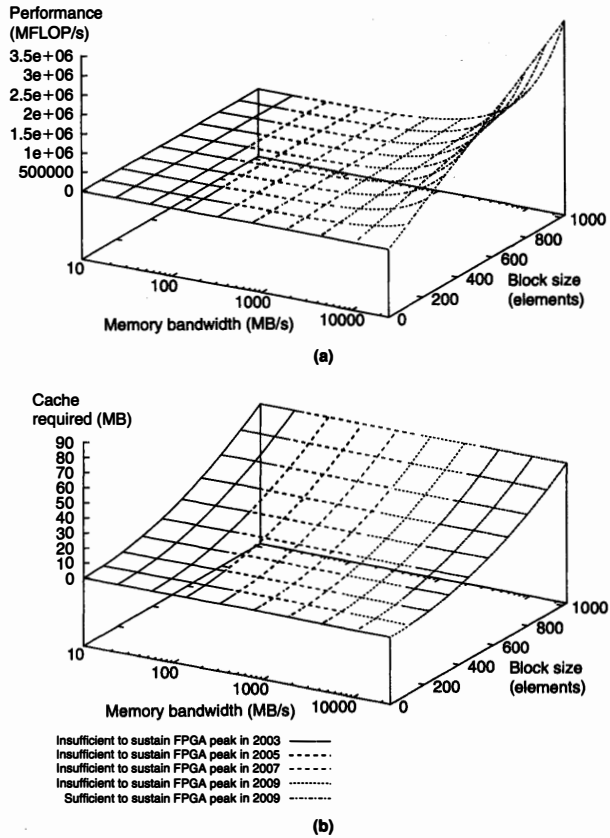 Performance
(MFLOP/s)
3.5e+06
3e+06
2.5e+06
2e+06
1.5e+06
1e+06
500000
0
10
100
1000
10000
Memory bandwidth (MB/s)
0
200
400
600
800
1000
Block size
(elements)
(a)
Cache
required (MB)
90
80
70
60
50
40
30
20
10
0
10
100
1000
10000
Memory bandwidth (MB/s)
0
200
400
600
800
1000
Block size
(elements)
Insufficient to sustain FPGA peak in 2003
Insufficient to sustain FPGA peak in 2005
Insufficient to sustain FPGA peak in 2007
Insufficient to sustain FPGA peak in 2009
Sufficient to sustain FPGA peak in 2009
(b)